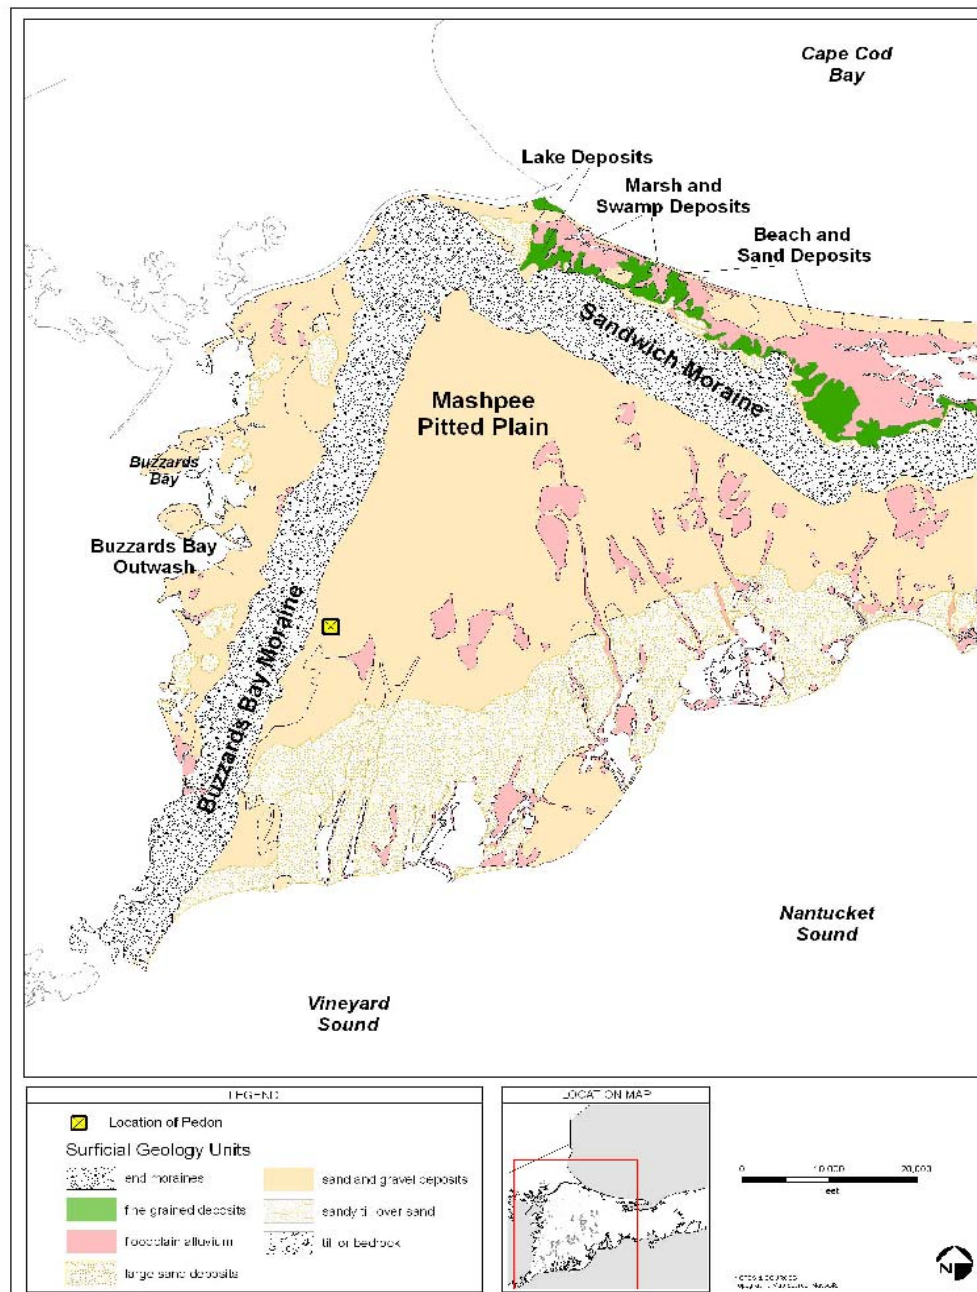 Cape Cod
Bay
Lake Deposits
Marsh and
Swamp Deposits
Beach and
Sand Deposits
Sandwich Moraine
Mashpee
Pitted Plain
Buzzards
Bay
Buzzards Bay
Outwash
Buzzards Bay Moraine
Nantucket
Sound
Vineyard
Sound
LEGEND
Location of Pedon
Surficial Geology Units
end moraines
fine grained deposits
floodplain alluvium
large sand deposits
sand and gravel deposits
sandy till over sand
till or bedrock
LOCATION MAP
0 10,000 20,000
feet
N